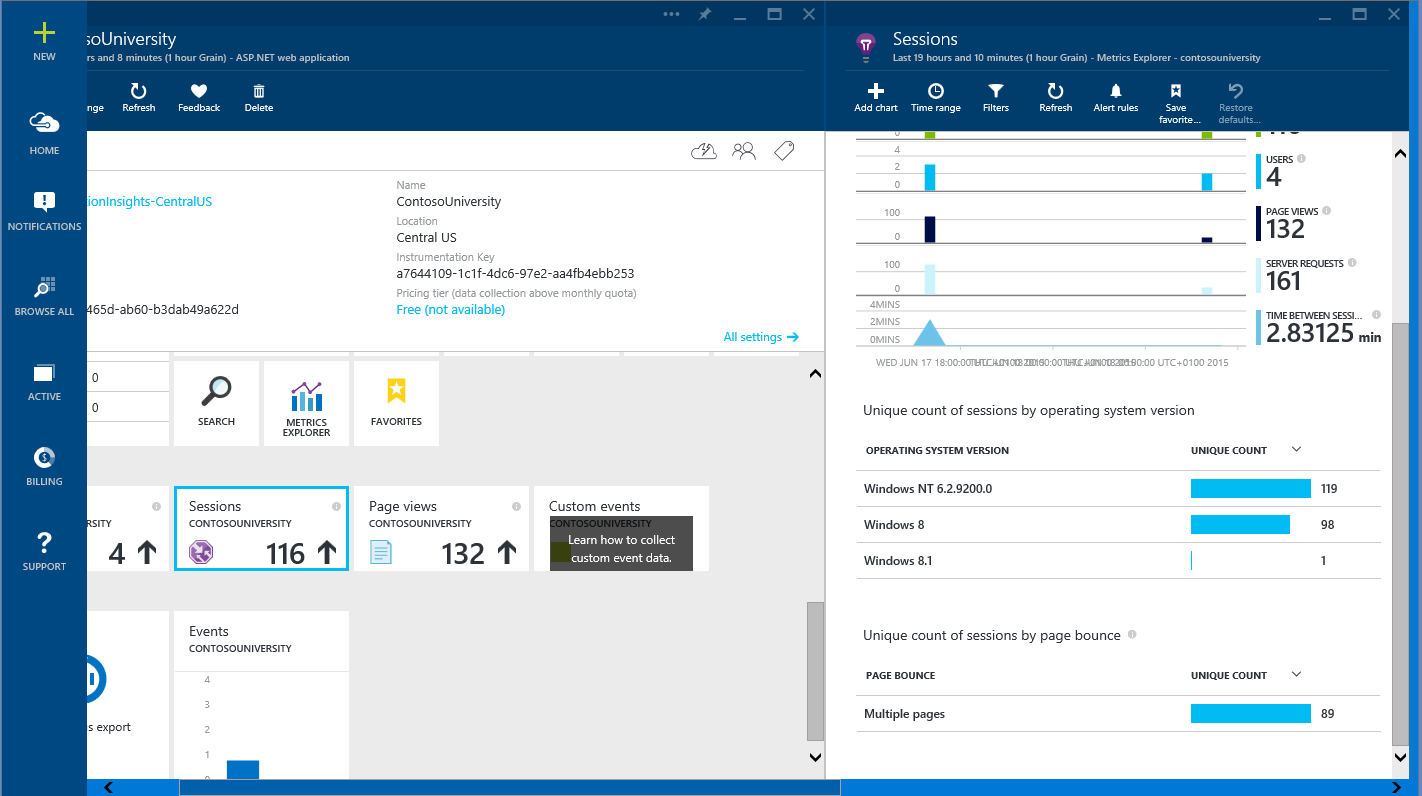 NEW
HOME
NOTIFICATIONS
BROWSE ALL
ACTIVE
BILLING
SUPPORT
soUniversity
rs and 8 minutes (1 hour Grain) - ASP.NET web application
nge
Refresh
Feedback
Delete
ionInsights-CentralUS
465d-ab60-b3dab49a622d
Name
ContosoUniversity
Location
Central US
Instrumentation Key
a7644109-1c1f-4dc6-97e2-aa4fb4ebb253
Pricing tier (data collection above monthly quota)
Free (not available)
All settings →
0
0
SEARCH
METRICS
EXPLORER
FAVORITES
RSITY
4
Sessions
CONTOSOUNIVERSITY
116
Page views
CONTOSOUNIVERSITY
132
Custom events
CONTOSOUNIVERSITY
Learn how to collect
custom event data.
s export
Events
CONTOSOUNIVERSITY
4
3
2
1
Sessions
Last 19 hours and 10 minutes (1 hour Grain) - Metrics Explorer - contosouniversity
Add chart
Time range
Filters
Refresh
Alert rules
Save
favorite...
Restore
defaults...
0
4
2
0
USERS
4
100
0
PAGE VIEWS
132
100
0
SERVER REQUESTS
161
4MINS
2MINS
0MINS
TIME BETWEEN SESSI...
2.83125 min
WED JUN 17 18:00:00
UTC+0100 2015
Unique count of sessions by operating system version
OPERATING SYSTEM VERSION
UNIQUE COUNT
Windows NT 6.2.9200.0
119
Windows 8
98
Windows 8.1
1
Unique count of sessions by page bounce
PAGE BOUNCE
UNIQUE COUNT
Multiple pages
89